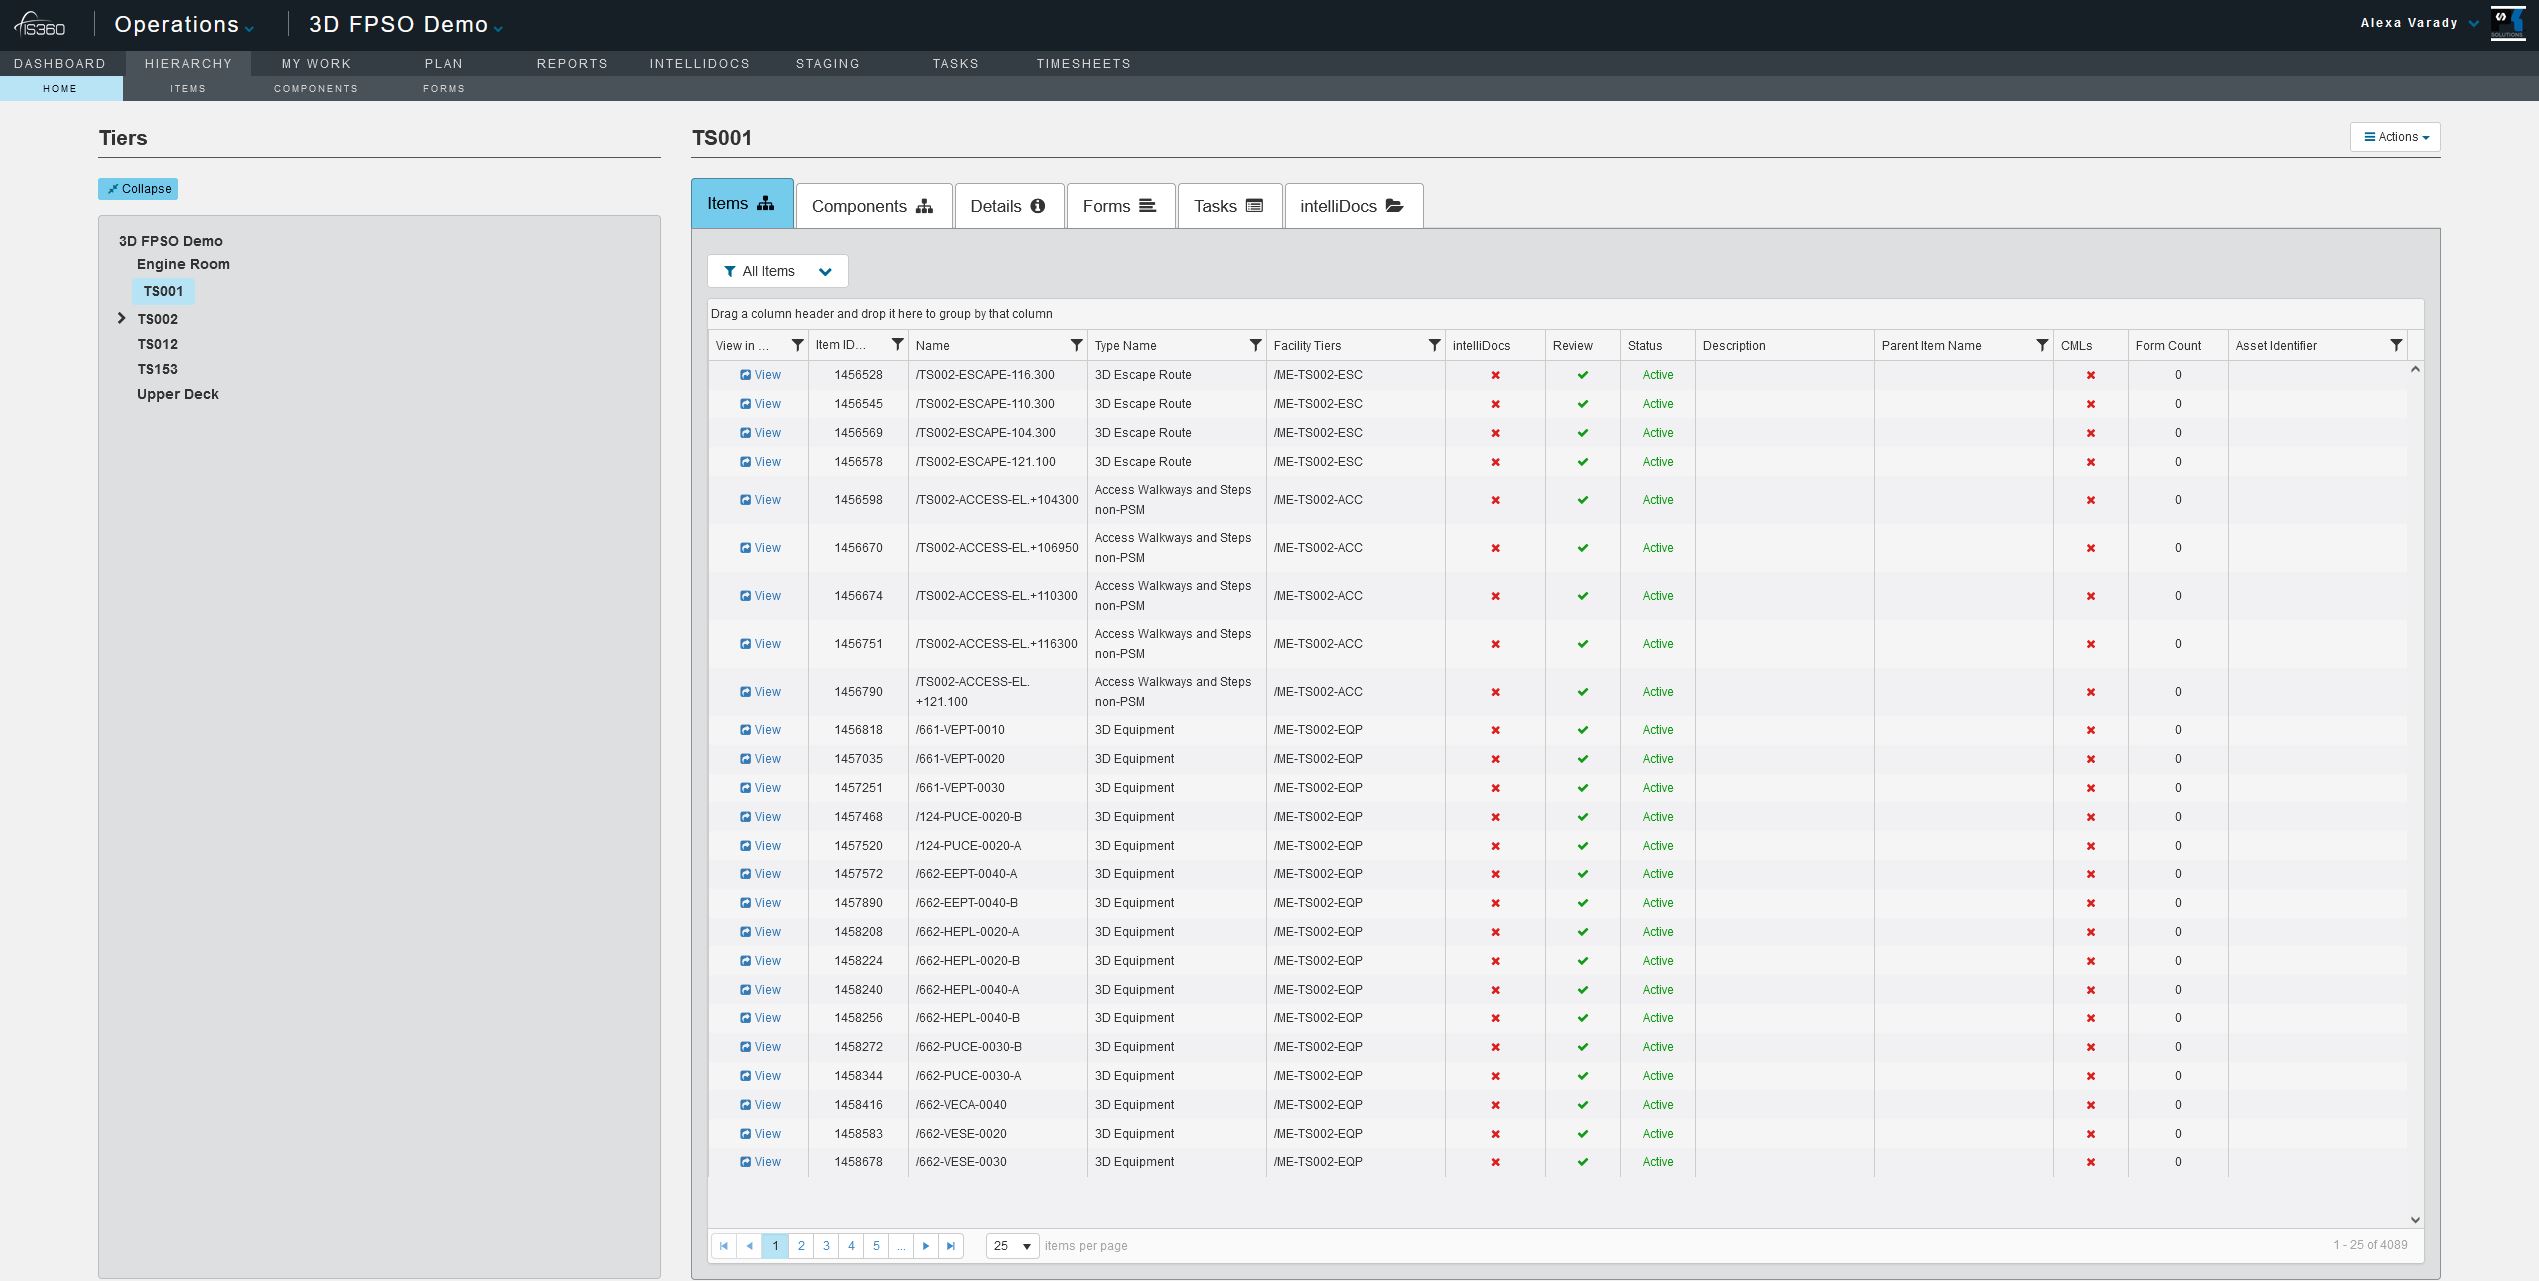 IS360 Operations 3D FPSO Demo Alexa Varady
SOLUTIONS
DASHBOARD HIERARCHY MY WORK PLAN REPORTS INTELLIDOCS STAGING TASKS TIMESHEETS
HOME ITEMS COMPONENTS FORMS
Tiers
Collapse
3D FPSO Demo
Engine Room
TS001
TS002
TS012
TS153
Upper Deck
TS001
Actions
Items Components Details Forms Tasks intelliDocs
All Items
Drag a column header and drop it here to group by that column
View in ... Item ID... Name Type Name Facility Tiers intelliDocs Review Status Description Parent Item Name CMLs Form Count Asset Identifier
View 1456528 /TS002-ESCAPE-116.300 3D Escape Route /ME-TS002-ESC Active 0
View 1456545 /TS002-ESCAPE-110.300 3D Escape Route /ME-TS002-ESC Active 0
View 1456569 /TS002-ESCAPE-104.300 3D Escape Route /ME-TS002-ESC Active 0
View 1456578 /TS002-ESCAPE-121.100 3D Escape Route /ME-TS002-ESC Active 0
View 1456598 /TS002-ACCESS-EL.+104300 Access Walkways and Steps non-PSM /ME-TS002-ACC Active 0
View 1456670 /TS002-ACCESS-EL.+106950 Access Walkways and Steps non-PSM /ME-TS002-ACC Active 0
View 1456674 /TS002-ACCESS-EL.+110300 Access Walkways and Steps non-PSM /ME-TS002-ACC Active 0
View 1456751 /TS002-ACCESS-EL.+116300 Access Walkways and Steps non-PSM /ME-TS002-ACC Active 0
View 1456790 /TS002-ACCESS-EL. +121.100 Access Walkways and Steps non-PSM /ME-TS002-ACC Active 0
View 1456818 /661-VEPT-0010 3D Equipment /ME-TS002-EQP Active 0
View 1457035 /661-VEPT-0020 3D Equipment /ME-TS002-EQP Active 0
View 1457251 /661-VEPT-0030 3D Equipment /ME-TS002-EQP Active 0
View 1457468 /124-PUCE-0020-B 3D Equipment /ME-TS002-EQP Active 0
View 1457520 /124-PUCE-0020-A 3D Equipment /ME-TS002-EQP Active 0
View 1457572 /662-EEPT-0040-A 3D Equipment /ME-TS002-EQP Active 0
View 1457890 /662-EEPT-0040-B 3D Equipment /ME-TS002-EQP Active 0
View 1458208 /662-HEPL-0020-A 3D Equipment /ME-TS002-EQP Active 0
View 1458224 /662-HEPL-0020-B 3D Equipment /ME-TS002-EQP Active 0
View 1458240 /662-HEPL-0040-A 3D Equipment /ME-TS002-EQP Active 0
View 1458256 /662-HEPL-0040-B 3D Equipment /ME-TS002-EQP Active 0
View 1458272 /662-PUCE-0030-B 3D Equipment /ME-TS002-EQP Active 0
View 1458344 /662-PUCE-0030-A 3D Equipment /ME-TS002-EQP Active 0
View 1458416 /662-VECA-0040 3D Equipment /ME-TS002-EQP Active 0
View 1458583 /662-VESE-0020 3D Equipment /ME-TS002-EQP Active 0
View 1458678 /662-VESE-0030 3D Equipment /ME-TS002-EQP Active 0
1 2 3 4 5 ... 25 items per page 1 - 25 of 4089